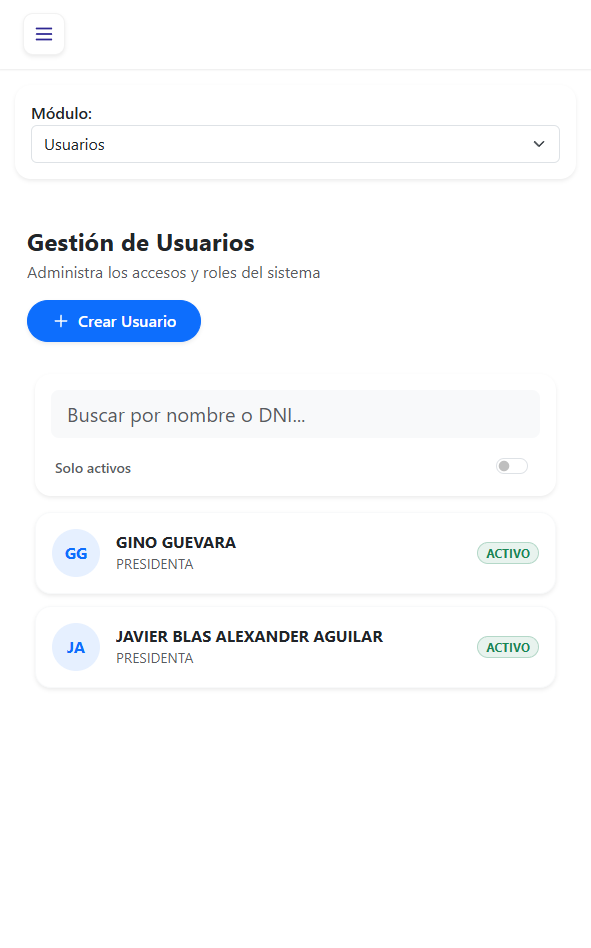 Módulo:
Usuarios
Gestión de Usuarios
Administra los accesos y roles del sistema
Crear Usuario
Buscar por nombre o DNI...
Solo activos
GG
GINO GUEVARA
PRESIDENTA
ACTIVO
JA
JAVIER BLAS ALEXANDER AGUILAR
PRESIDENTA
ACTIVO